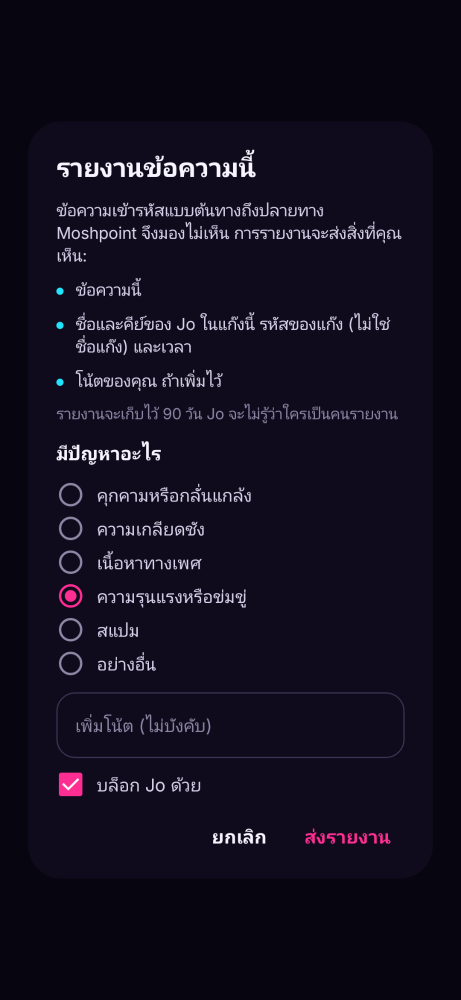 รายงานข้อความนี้
ข้อความเข้ารหัสแบบต้นทางถึงปลายทาง
Moshpoint จึงมองไม่เห็น การรายงานจะส่งสิ่งที่คุณ
เห็น:
ข้อความนี้
ชื่อและคีย์ของ Jo ในแก๊งนี้ รหัสของแก๊ง (ไม่ใช่
ชื่อแก๊ง) และเวลา
โน้ตของคุณ ถ้าเพิ่มไว้
รายงานจะเก็บไว้ 90 วัน Jo จะไม่รู้ว่าใครเป็นคนรายงาน
มีปัญหาอะไร
คุกคามหรือกลั่นแกล้ง
ความเกลียดชัง
เนื้อหาทางเพศ
ความรุนแรงหรือข่มขู่
สแปม
อย่างอื่น
เพิ่มโน้ต (ไม่บังคับ)
บล็อก Jo ด้วย
ยกเลิก
ส่งรายงาน